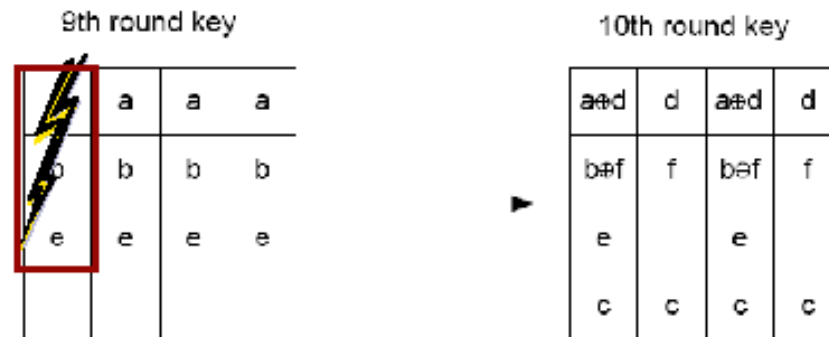 9th round key
10th round key
a a a
b b b b
e e e e
a⊕d d a⊕d d
b⊕f f b⊕f f
e e
c c c c